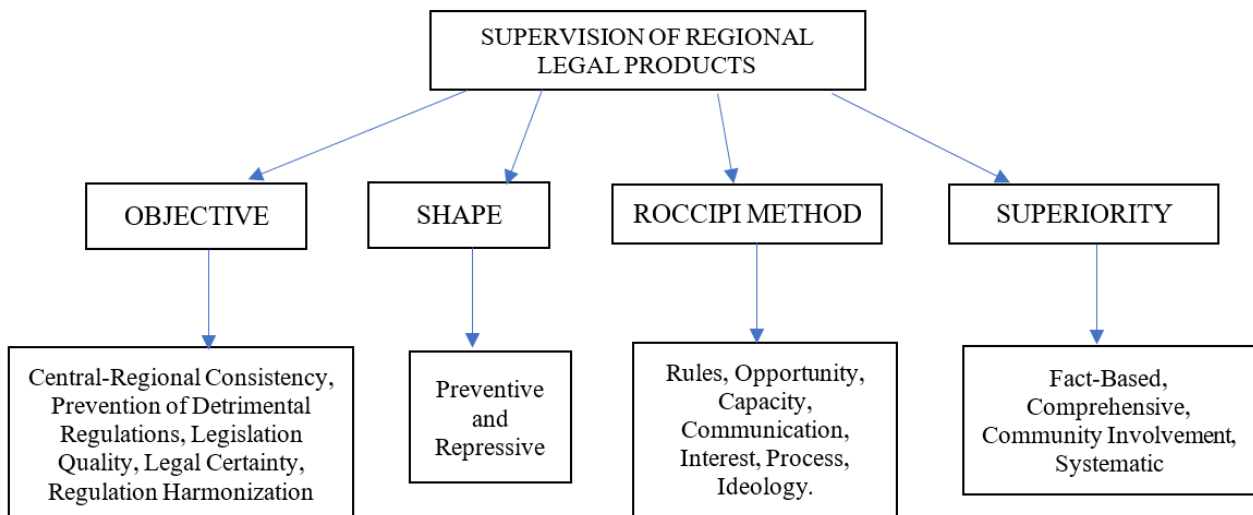 SUPERVISION OF REGIONAL
LEGAL PRODUCTS
OBJECTIVE
SHAPE
ROCCIPI METHOD
SUPERIORITY
Central-Regional Consistency,
Prevention of Detrimental
Regulations, Legislation
Quality, Legal Certainty,
Regulation Harmonization
Preventive
and
Repressive
Rules, Opportunity,
Capacity,
Communication,
Interest, Process,
Ideology.
Fact-Based,
Comprehensive,
Community Involvement,
Systematic